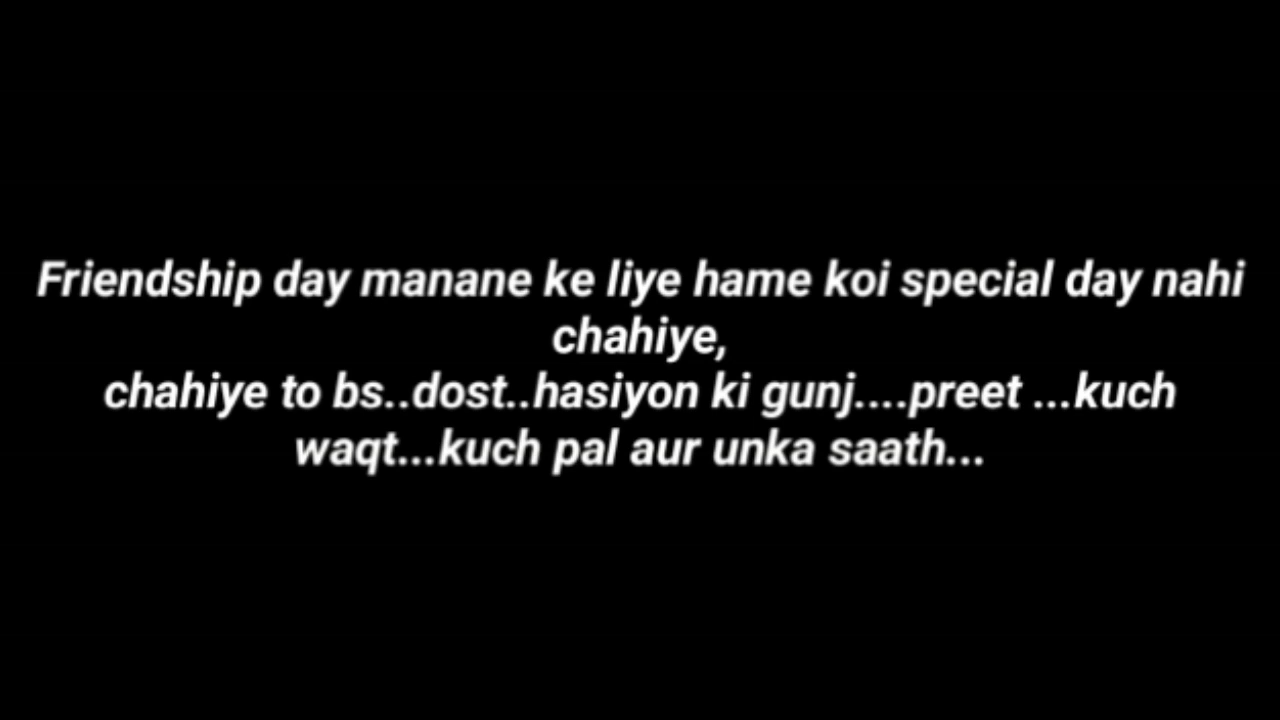 Friendship day manane ke liye hame koi special day nahi
chahiye,
chahiye to bs..dost..hasiyon ki gunj....preet ...kuch
waqt...kuch pal aur unka saath...